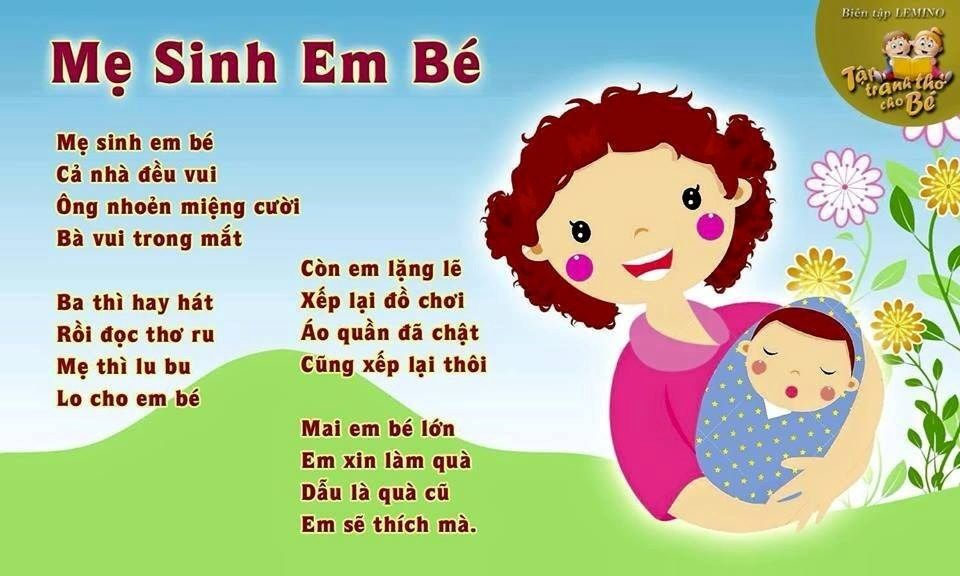 Biên tập LEMINO
Tập
tranh thơ
cho Bé
Mẹ Sinh Em Bé
Mẹ sinh em bé
Cả nhà đều vui
Ông nhoẻn miệng cười
Bà vui trong mắt
Ba thì hay hát
Rồi đọc thơ ru
Mẹ thì lu bu
Lo cho em bé
Còn em lặng lẽ
Xếp lại đồ chơi
Áo quần đã chật
Cũng xếp lại thôi
Mai em bé lớn
Em xin làm quà
Dẫu là quà cũ
Em sẽ thích mà.